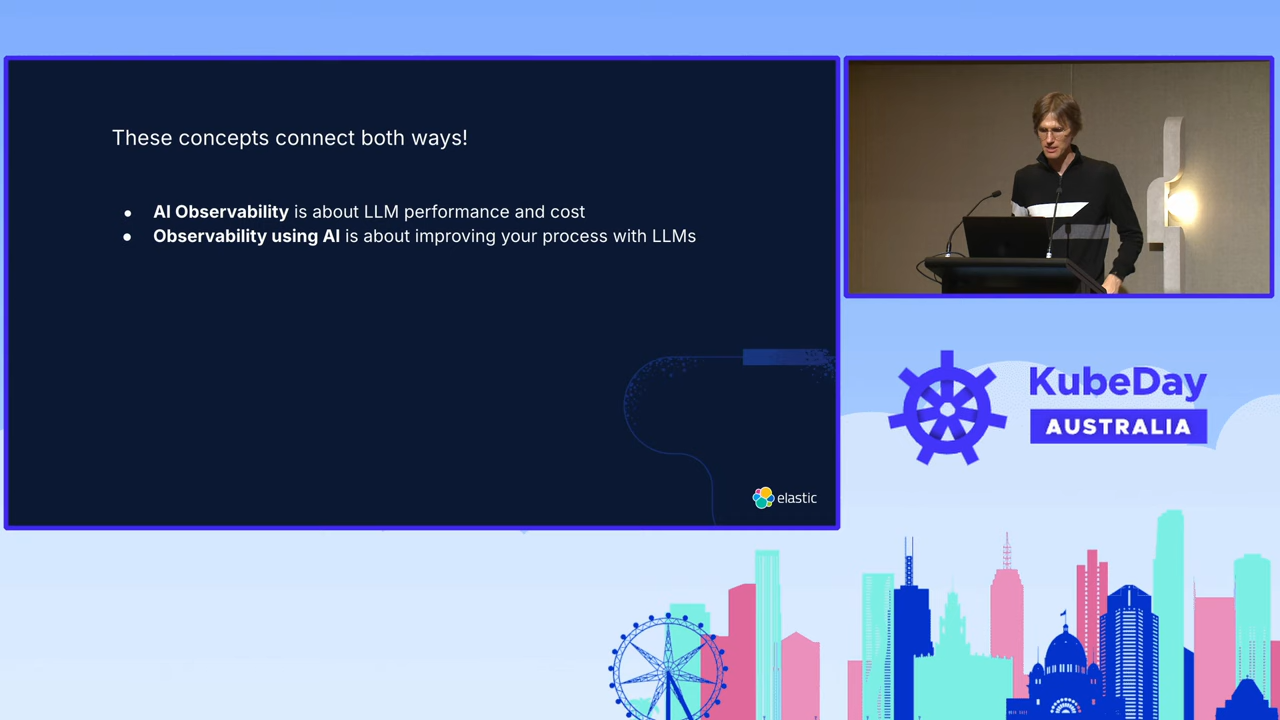 These concepts connect both ways!
● AI Observability is about LLM performance and cost
● Observability using AI is about improving your process with LLMs
elastic
KubeDay
AUSTRALIA